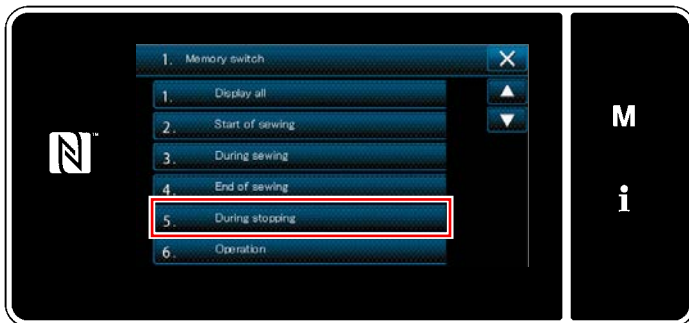 1. Memory switch
1. Display all
2. Start of sewing
3. During sewing
4. End of sewing
5. During stopping
6. Operation
N
M
i